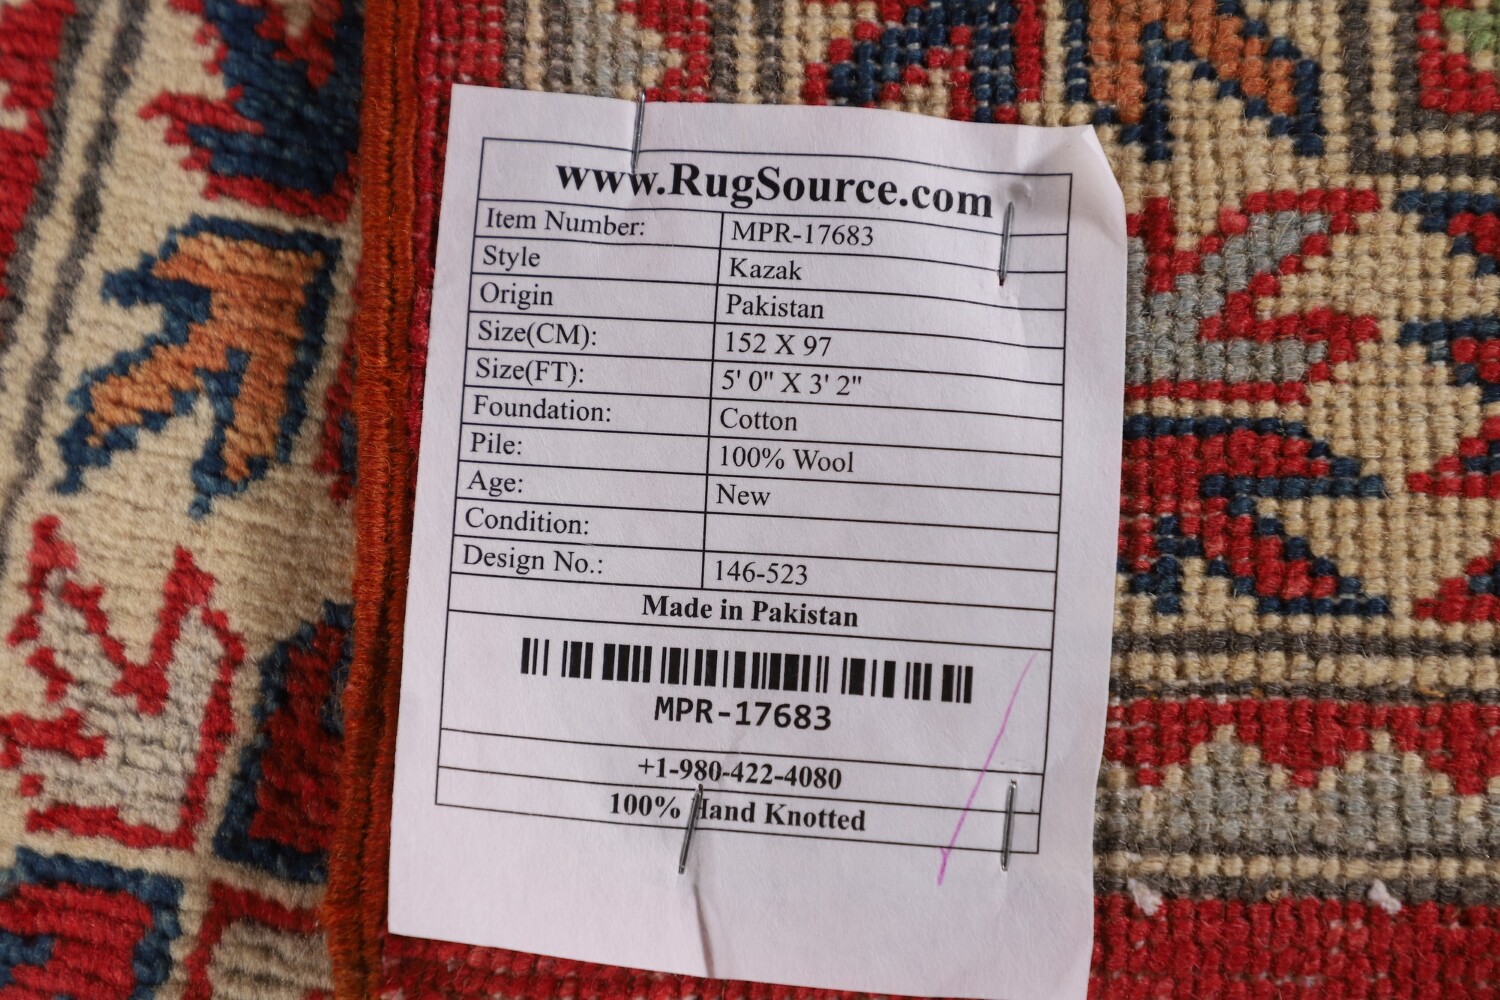 www.RugSource.com
Item Number: MPR-17683
Style Kazak
Origin Pakistan
Size(CM): 152 X 97
Size(FT): 5' 0" X 3' 2"
Foundation: Cotton
Pile: 100% Wool
Age: New
Condition:
Design No.: 146-523
Made in Pakistan
MPR-17683
+1-980-422-4080
100% Hand Knotted